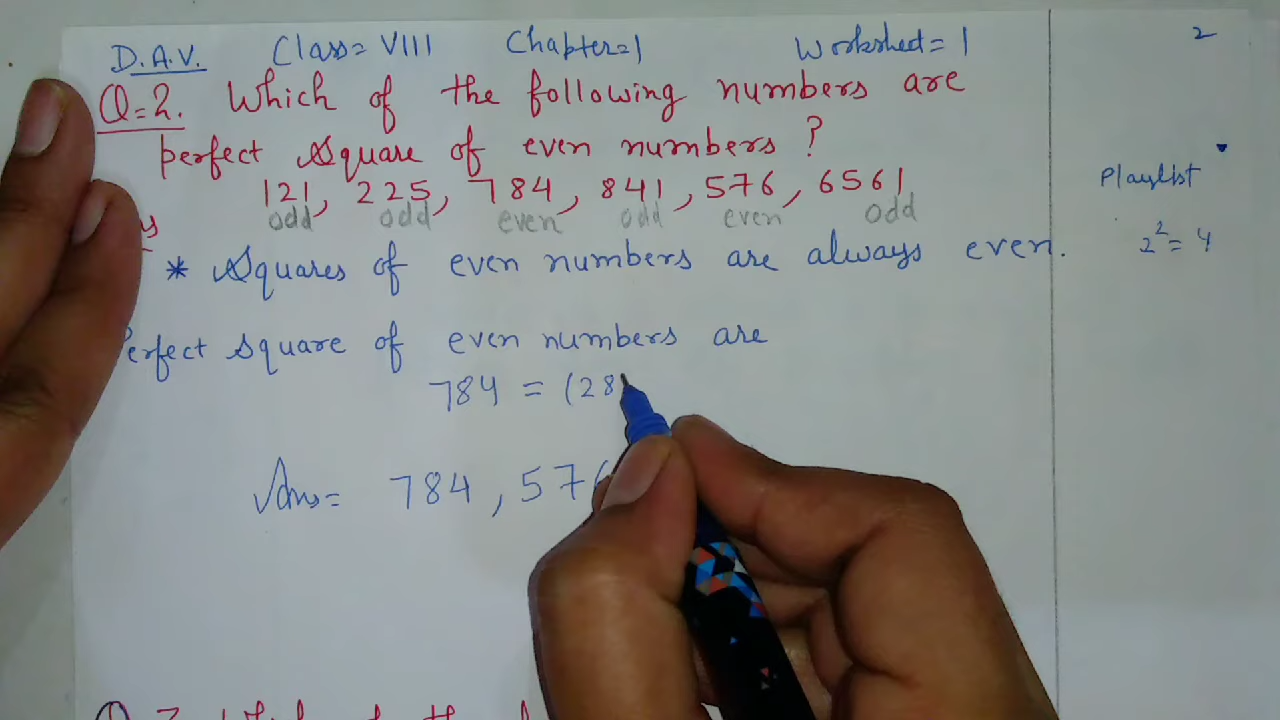 D.A.V. Class= VIII Chapter=1 Worksheet= 1 2
Q=2. Which of the following numbers are
perfect square of even numbers?
121, 225, 784, 841, 576, 6561
odd odd even odd even odd
Playlist
* Squares of even numbers are always even.
2² = 4
erfect square of even numbers are
784 = (28
Ans= 784, 576